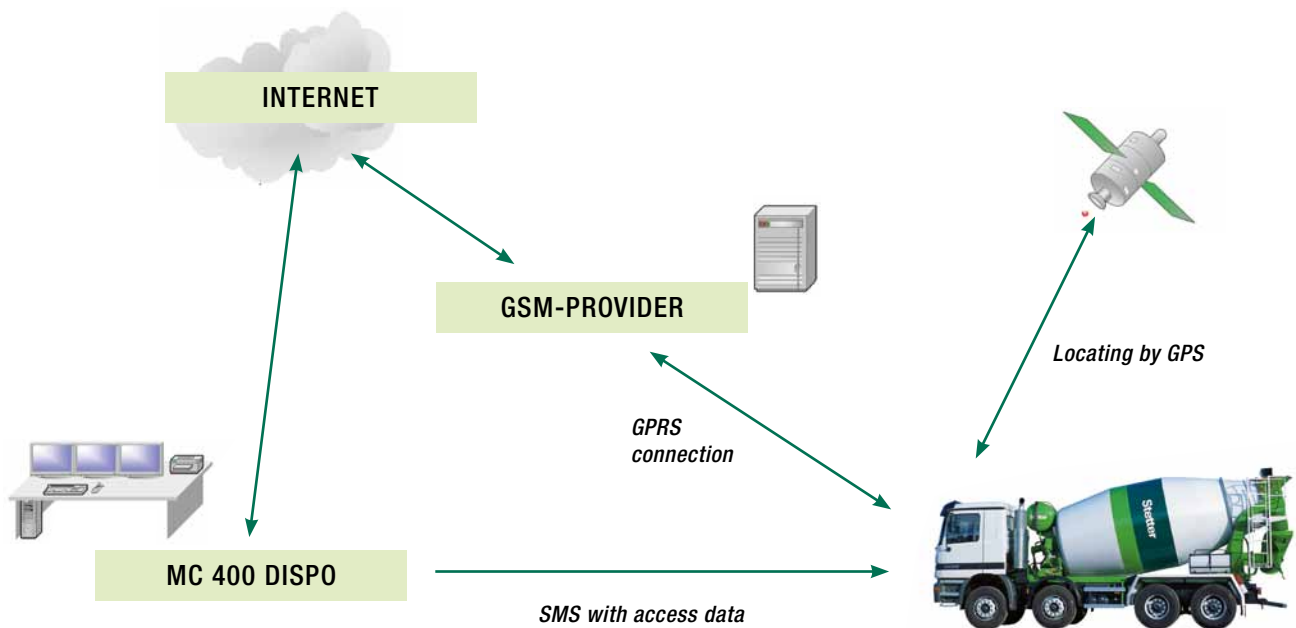 INTERNET
GSM-PROVIDER
Locating by GPS
GPRS
connection
Stetter
MC 400 DISPO
SMS with access data